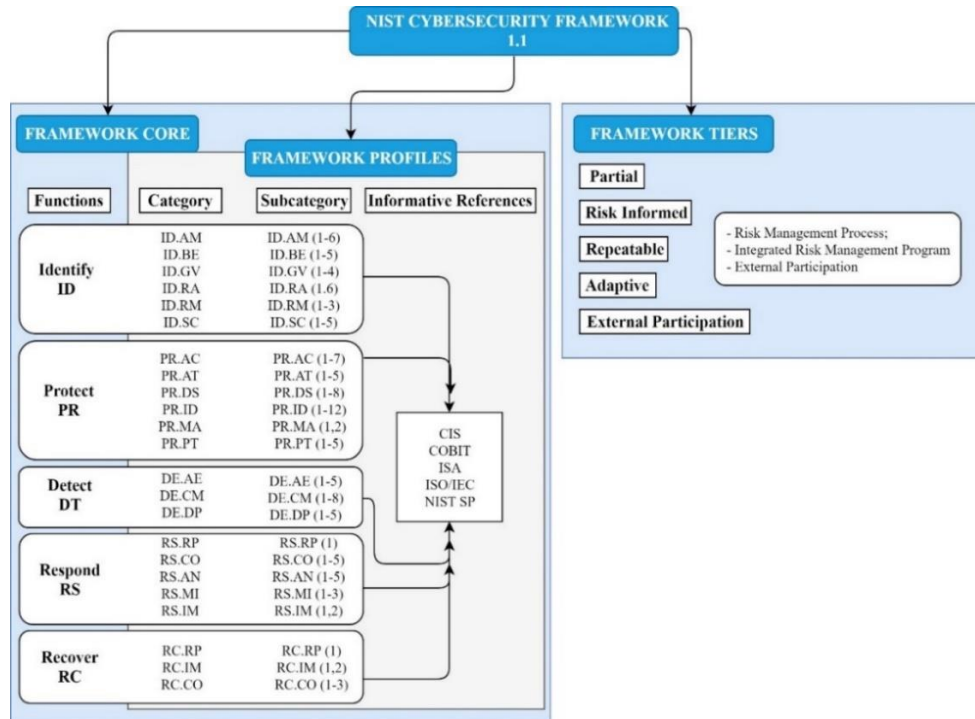 NIST CYBERSECURITY FRAMEWORK
1.1
FRAMEWORK CORE
FRAMEWORK PROFILES
Functions
Category
Subcategory
Informative References
Identify
ID
ID.AM ID.AM (1-6)
ID.BE ID.BE (1-5)
ID.GV ID.GV (1-4)
ID.RA ID.RA (1.6)
ID.RM ID.RM (1-3)
ID.SC ID.SC (1-5)
Protect
PR
PR.AC PR.AC (1-7)
PR.AT PR.AT (1-5)
PR.DS PR.DS (1-8)
PR.ID PR.ID (1-12)
PR.MA PR.MA (1,2)
PR.PT PR.PT (1-5)
Detect
DT
DE.AE DE.AE (1-5)
DE.CM DE.CM (1-8)
DE.DP DE.DP (1-5)
Respond
RS
RS.RP RS.RP (1)
RS.CO RS.CO (1-5)
RS.AN RS.AN (1-5)
RS.MI RS.MI (1-3)
RS.IM RS.IM (1,2)
Recover
RC
RC.RP RC.RP (1)
RC.IM RC.IM (1,2)
RC.CO RC.CO (1-3)
CIS
COBIT
ISA
ISO/IEC
NIST SP
FRAMEWORK TIERS
Partial
Risk Informed
Repeatable
Adaptive
External Participation
- Risk Management Process;
- Integrated Risk Management Program
- External Participation